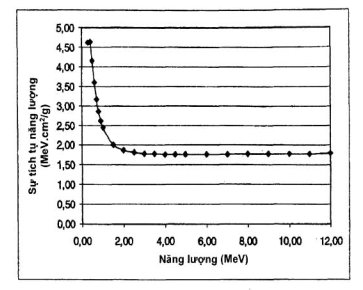 5,00
4,50
4,00
3,50
3,00
2,50
2,00
1,50
1,00
0,50
0,00
Sự tích tụ năng lượng
(MeV.cm²/g)
0,00 2,00 4,00 6,00 8,00 10,00 12,00
Năng lượng (MeV)